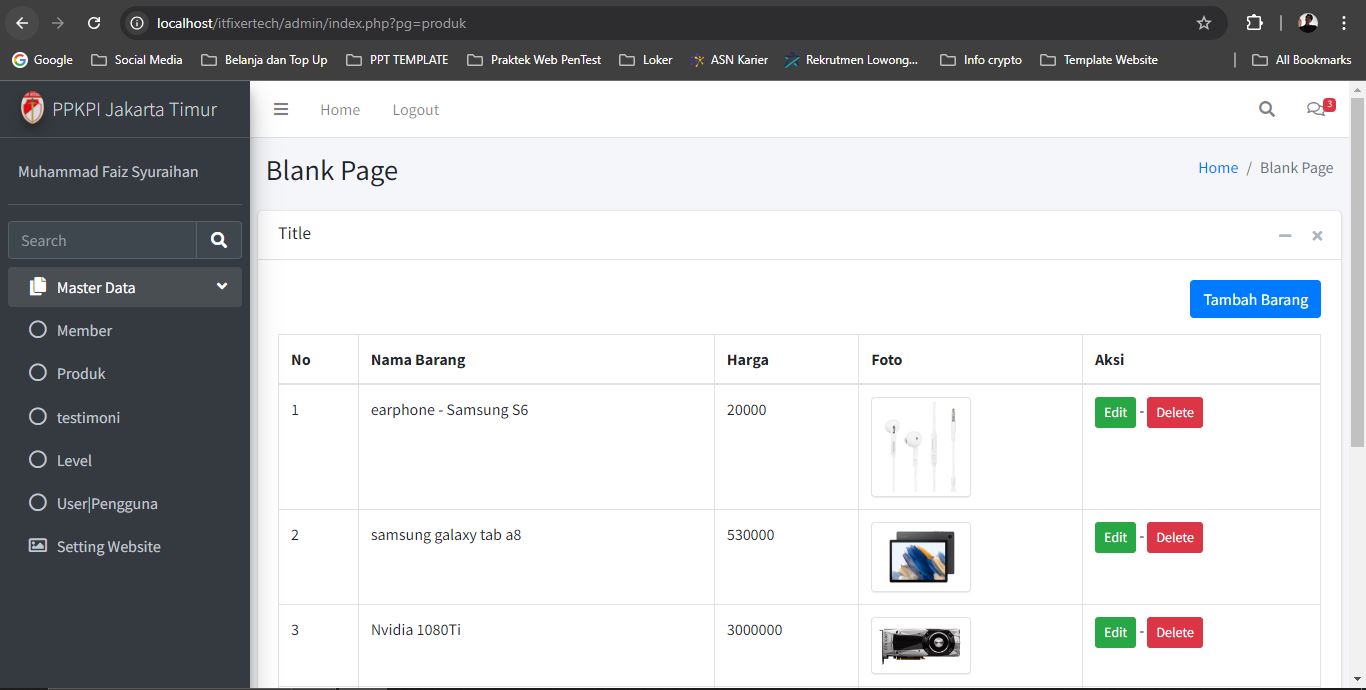 localhost/itfixertech/admin/index.php?pg=produk
Google Social Media Belanja dan Top Up PPT TEMPLATE Praktek Web PenTest Loker ASN Karier Rekrutmen Lowong... Info crypto Template Website All Bookmarks
PPKPI Jakarta Timur
Home Logout 3
Muhammad Faiz Syuraihan
Search
Master Data
Member
Produk
testimoni
Level
User|Pengguna
Setting Website
Blank Page
Home / Blank Page
Title
Tambah Barang
No Nama Barang Harga Foto Aksi
1 earphone - Samsung S6 20000 Edit - Delete
2 samsung galaxy tab a8 530000 Edit - Delete
3 Nvidia 1080Ti 3000000 Edit - Delete